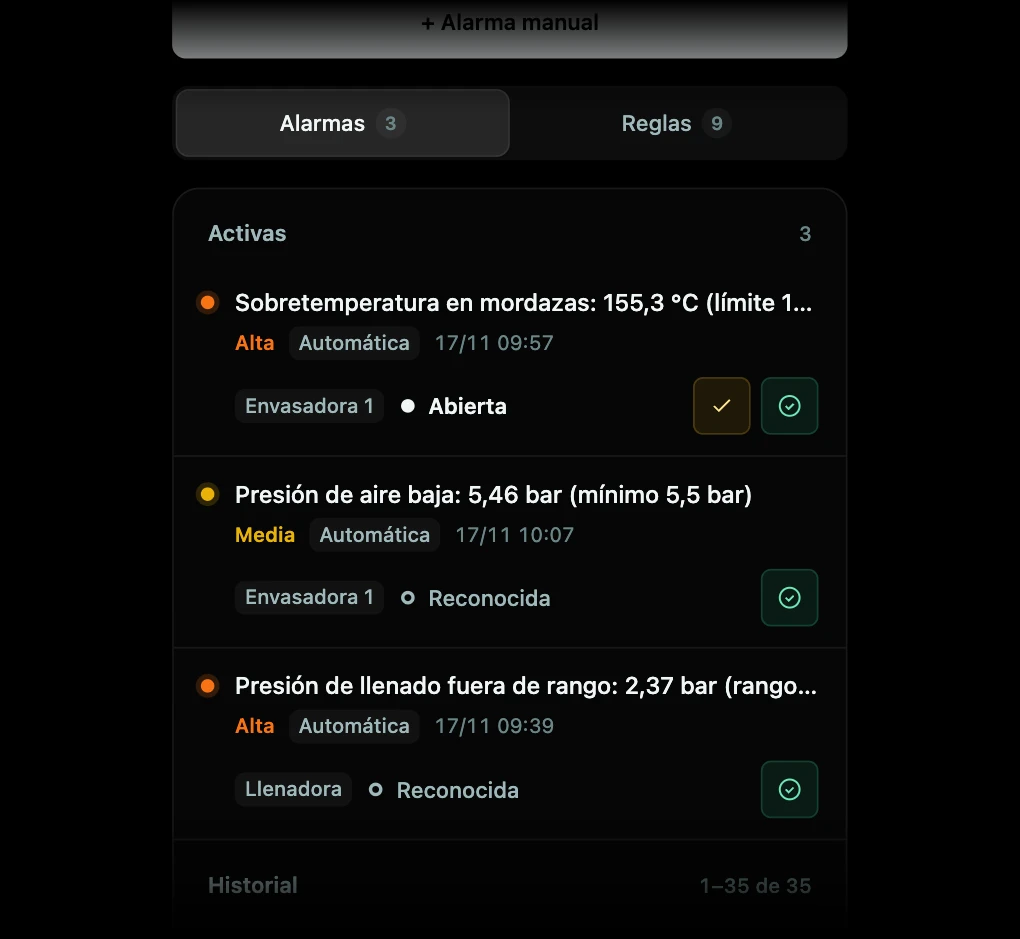 + Alarma manual
Alarmas 3
Reglas 9
Activas 3
Sobretemperatura en mordazas: 155,3 °C (límite 1...
Alta Automática 17/11 09:57
Envasadora 1 Abierta
Presión de aire baja: 5,46 bar (mínimo 5,5 bar)
Media Automática 17/11 10:07
Envasadora 1 Reconocida
Presión de llenado fuera de rango: 2,37 bar (rango...
Alta Automática 17/11 09:39
Llenadora Reconocida
Historial 1–35 de 35